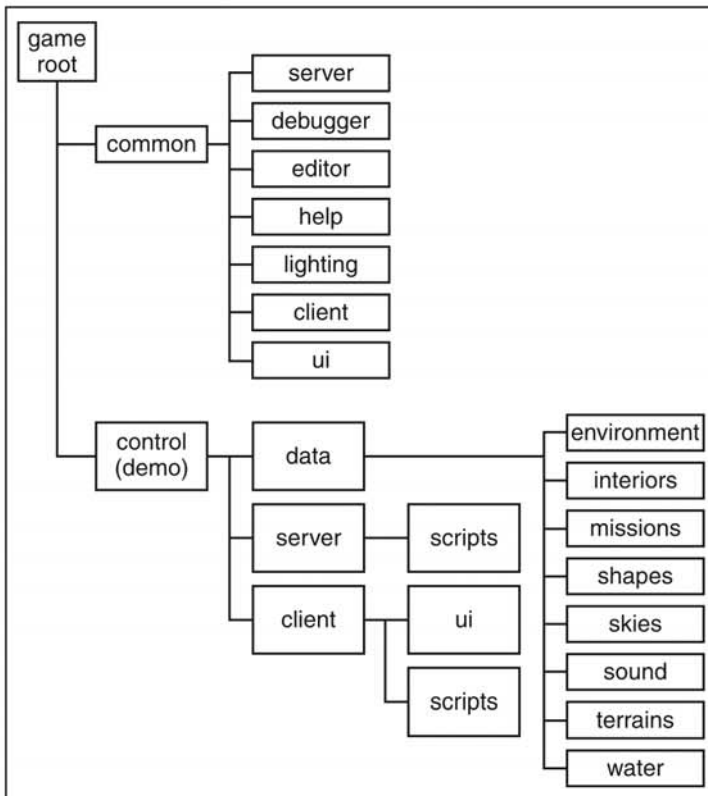 game
root
common
server
debugger
editor
help
lighting
client
ui
control
(demo)
data
environment
interiors
missions
shapes
skies
sound
terrains
water
server
scripts
client
ui
scripts